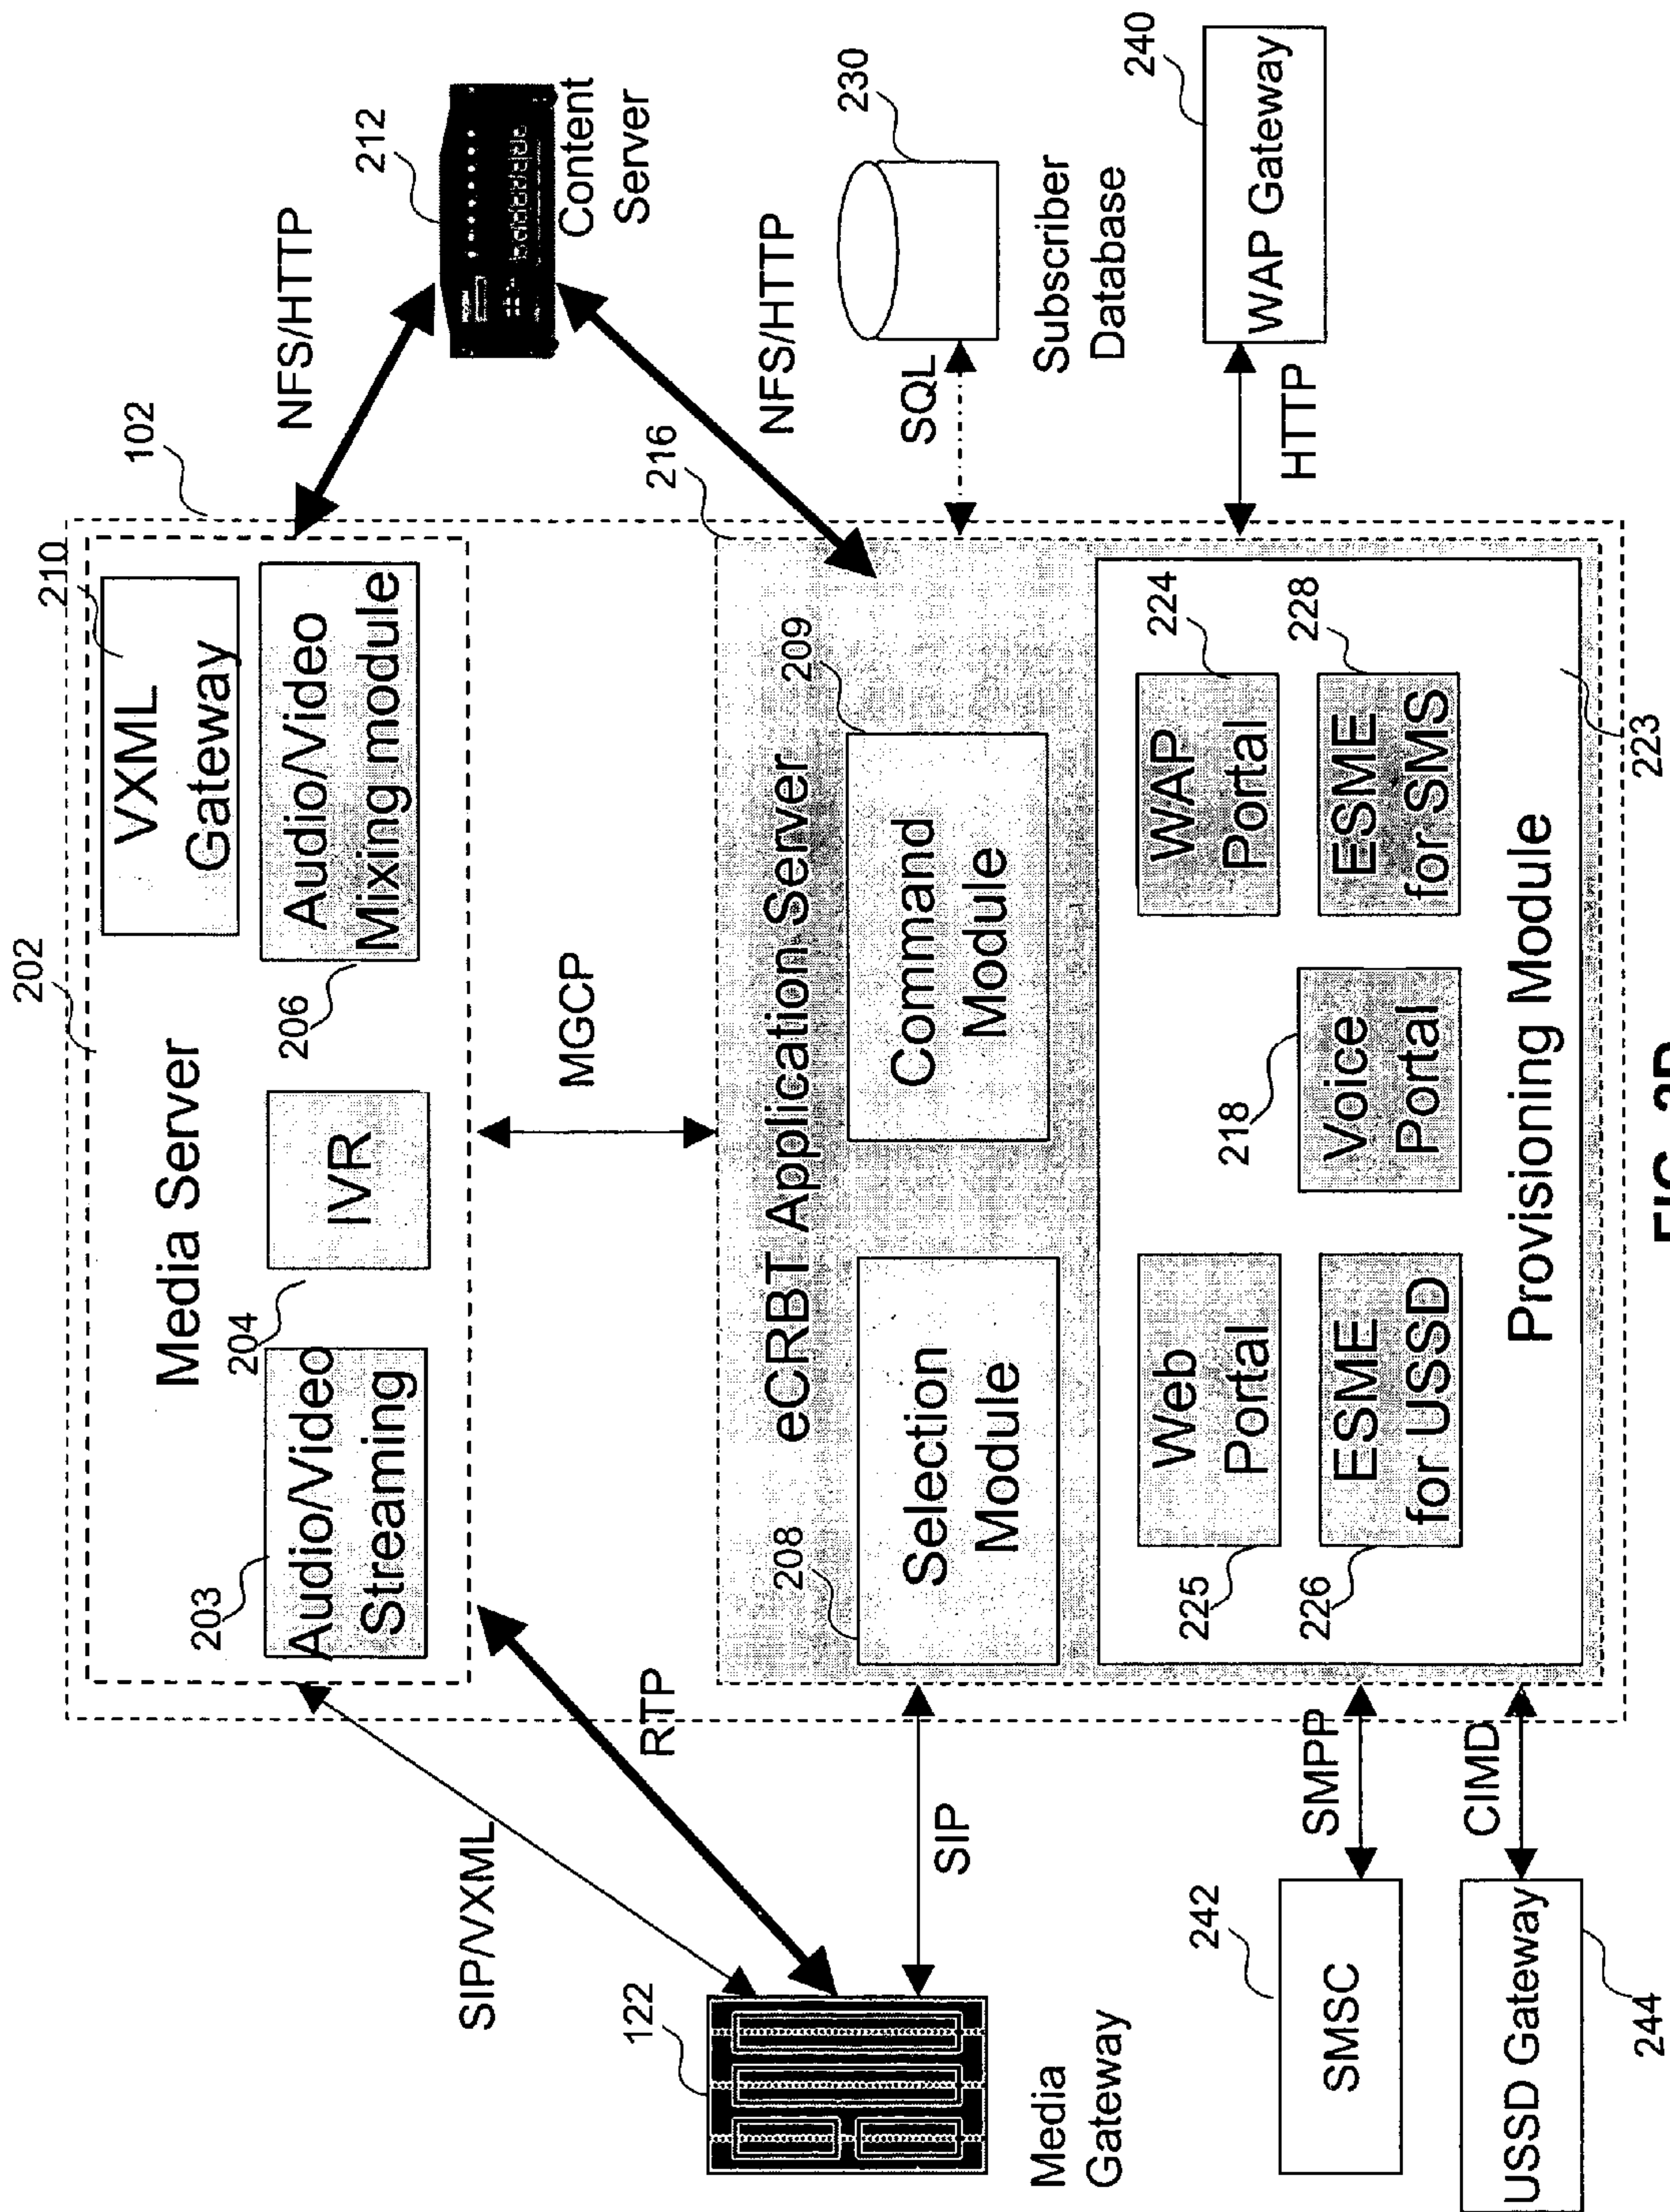 202
210
102
Media Server
VXML
Gateway
203
204
206
Audio/Video
Streaming
IVR
Audio/Video
Mixing module
NFS/HTTP
212
Content
Server
SIP/VXML
RTP
MGCP
122
Media
Gateway
SIP
216
NFS/HTTP
208
eCRBT Application Server
209
Selection
Module
Command
Module
SQL
230
Subscriber
Database
225
Web
Portal
218
Voice
Portal
WAP
Portal
224
226
ESME
for USSD
ESME
for SMS
228
Provisioning Module
223
HTTP
240
WAP Gateway
242
SMSC
SMPP
USSD Gateway
CIMD
244